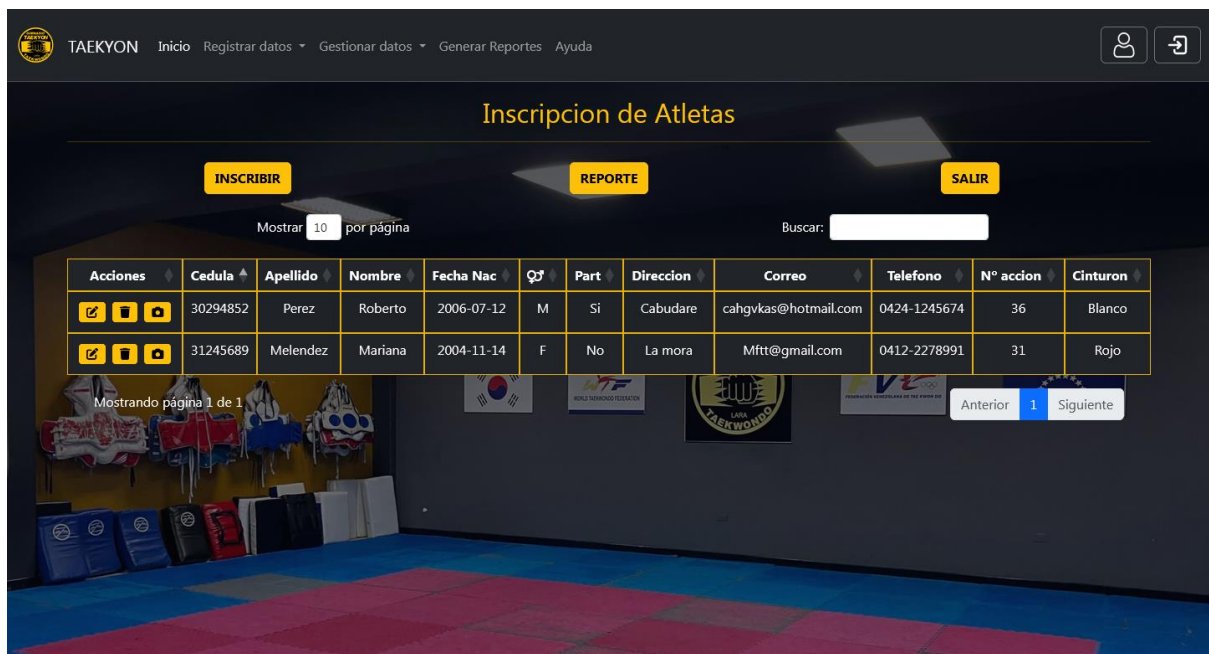 TAEKYON Inicio Registrar datos Gestionar datos Generar Reportes Ayuda
Inscripcion de Atletas
INSCRIBIR REPORTE SALIR
Mostrar 10 por página Buscar:
Acciones Cedula Apellido Nombre Fecha Nac ⚤ Part Direccion Correo Telefono Nº accion Cinturon
30294852 Perez Roberto 2006-07-12 M Si Cabudare cahgvkas@hotmail.com 0424-1245674 36 Blanco
31245689 Melendez Mariana 2004-11-14 F No La mora Mftt@gmail.com 0412-2278991 31 Rojo
LARA
TAEKWONDO
Mostrando página 1 de 1 Anterior 1 Siguiente